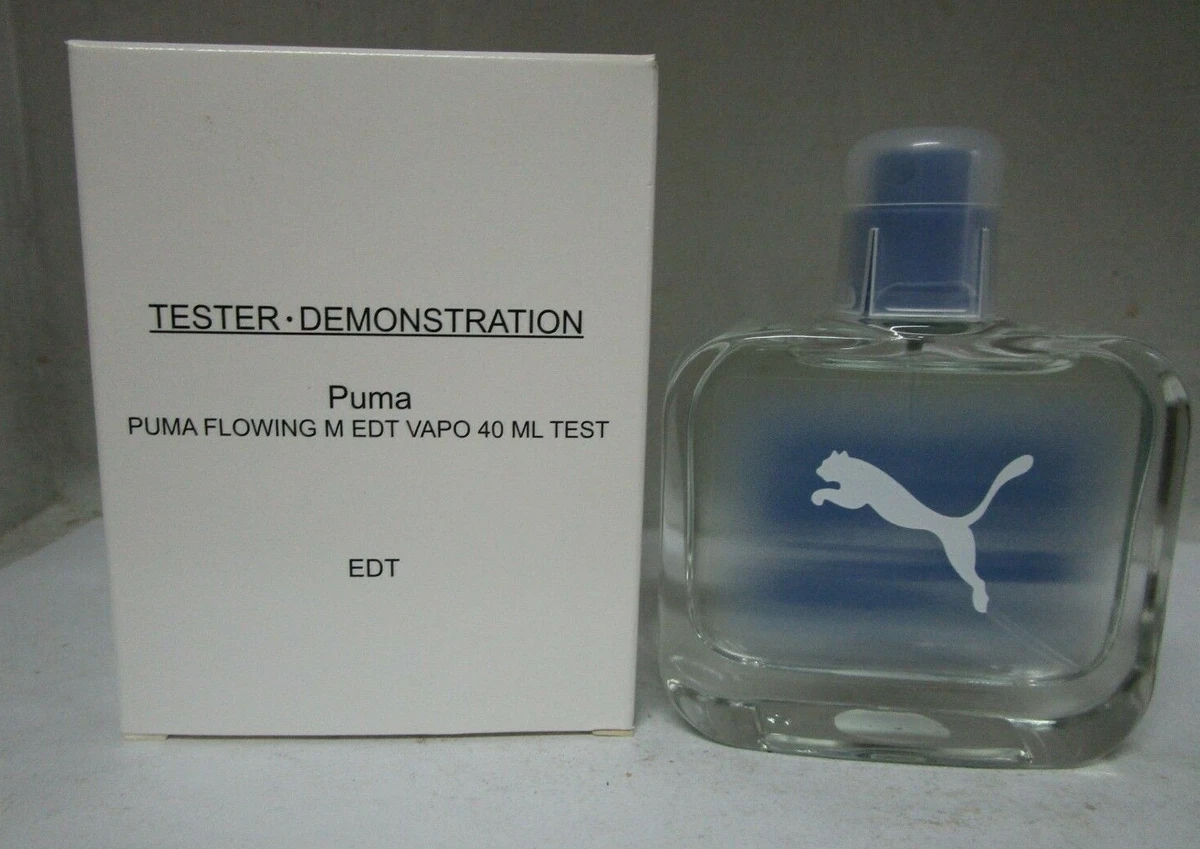 TESTER·DEMONSTRATION
Puma
PUMA FLOWING M EDT VAPO 40 ML TEST
EDT